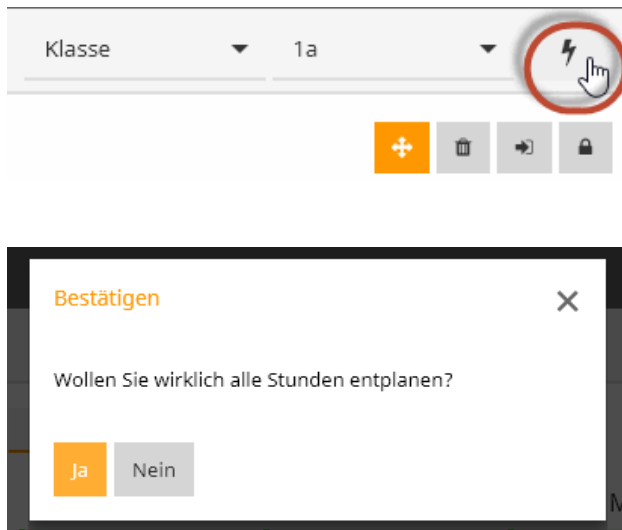 Klasse 1a
Bestätigen
Wollen Sie wirklich alle Stunden entplanen?
Ja Nein